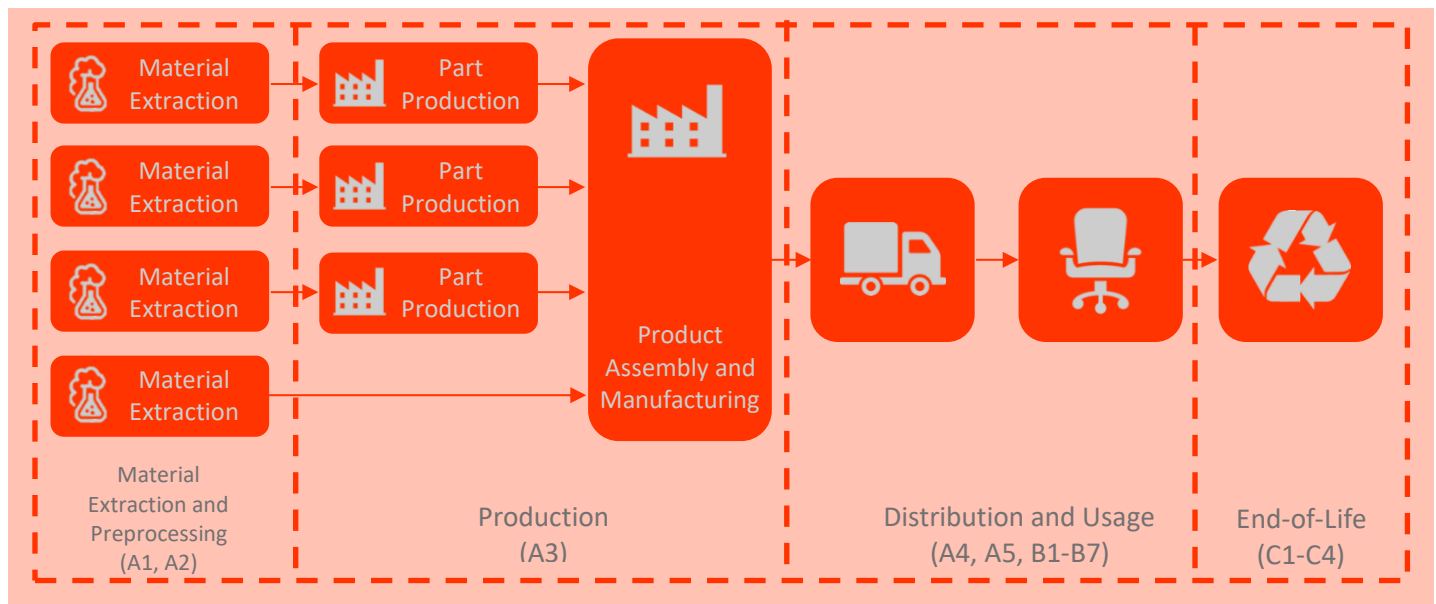 Material
Extraction
Part
Production
Material
Extraction
Part
Production
Material
Extraction
Part
Production
Material
Extraction
Product
Assembly and
Manufacturing
Material
Extraction and
Preprocessing
(A1, A2)
Production
(A3)
Distribution and Usage
(A4, A5, B1-B7)
End-of-Life
(C1-C4)